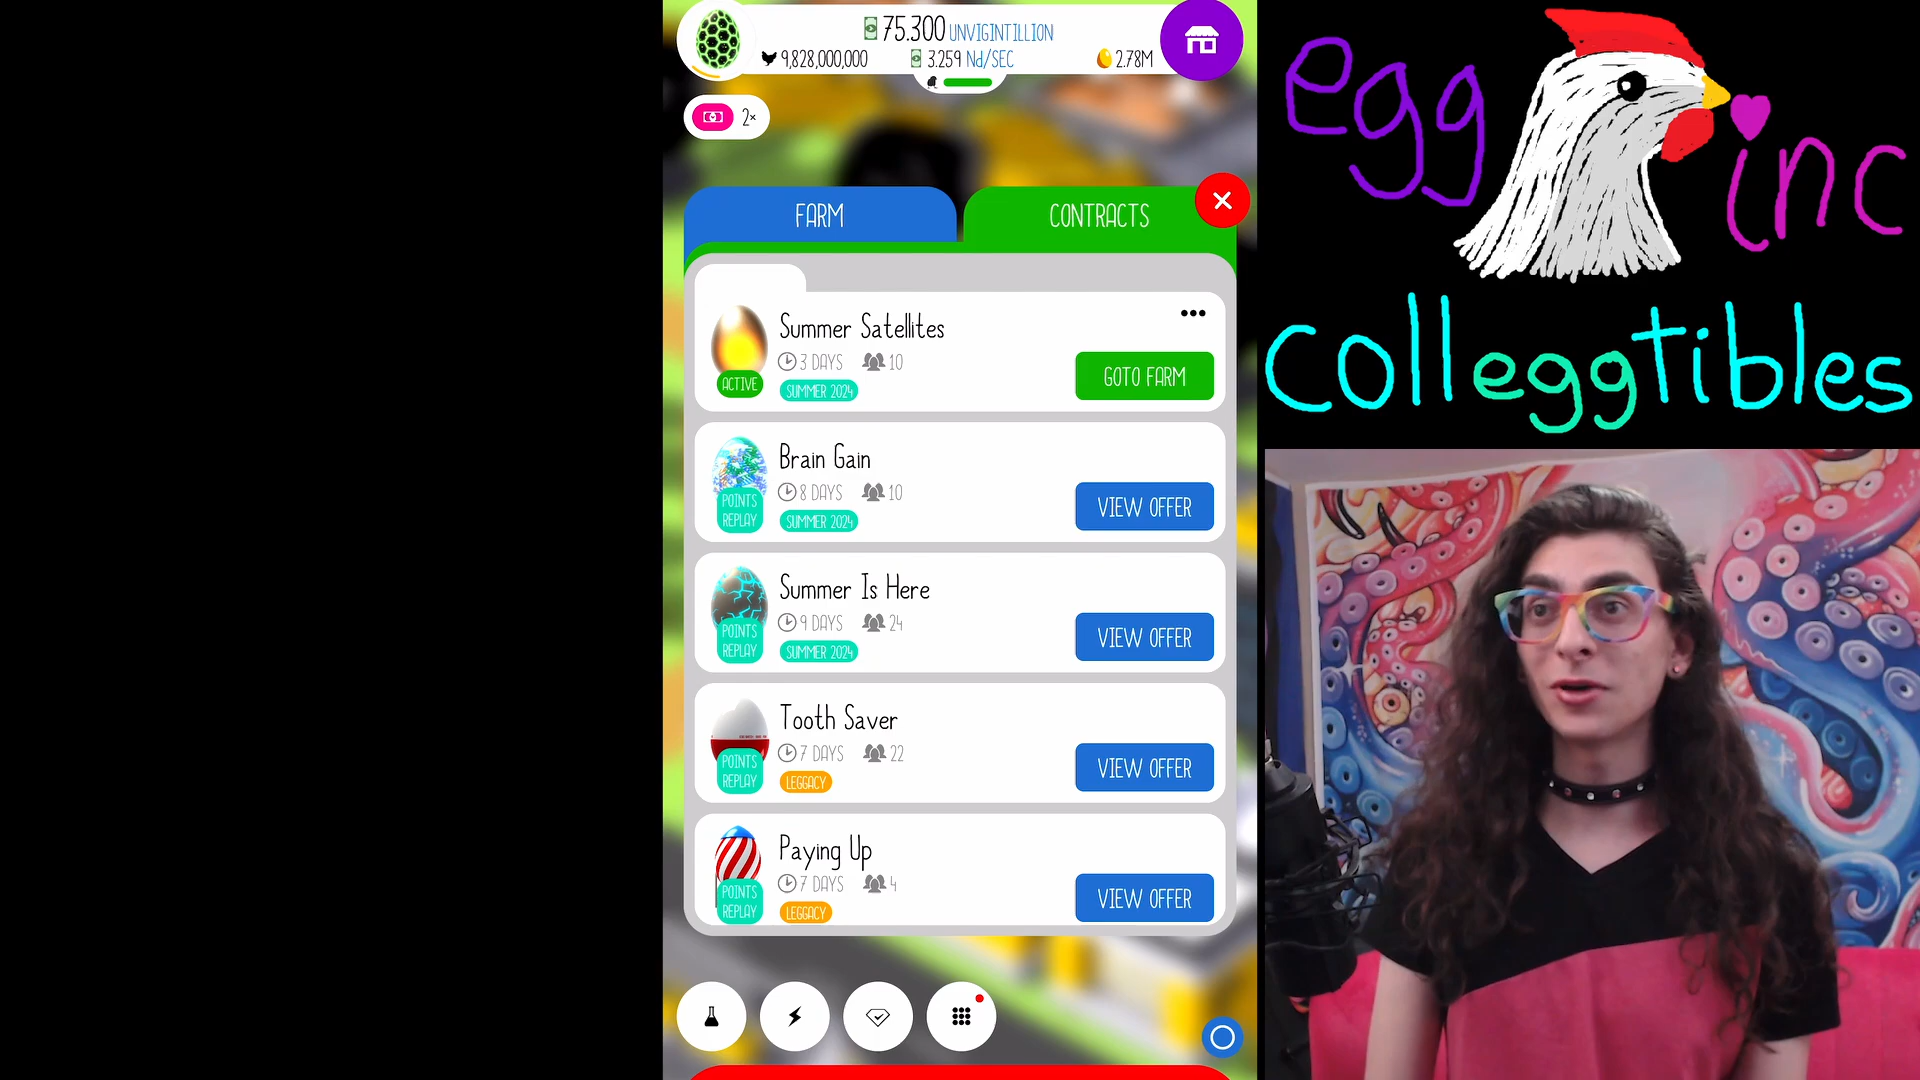 75.300 UNVIGINTILLION
9,828,000,000 3.259 Nd/SEC 2.78M
2×
FARM
CONTRACTS
Summer Satellites
3 DAYS 10
ACTIVE
SUMMER 2024
GOTO FARM
Brain Gain
8 DAYS 10
POINTS
REPLAY
SUMMER 2024
VIEW OFFER
Summer Is Here
9 DAYS 24
POINTS
REPLAY
SUMMER 2024
VIEW OFFER
Tooth Saver
7 DAYS 22
POINTS
REPLAY
LEGGACY
VIEW OFFER
Paying Up
7 DAYS 4
POINTS
REPLAY
LEGGACY
VIEW OFFER
egg inc
colleggtibles